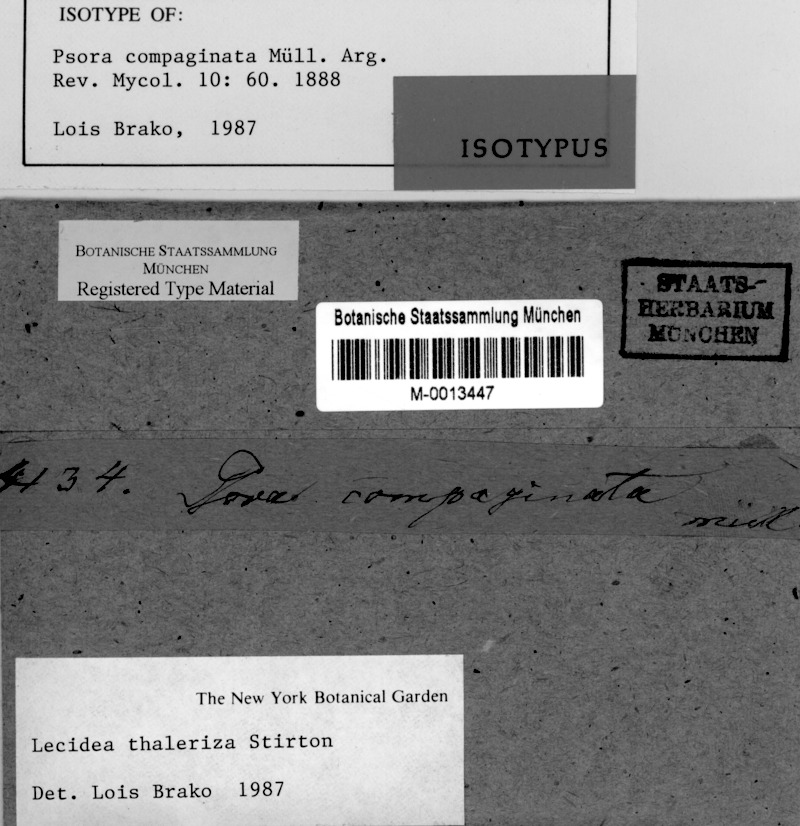 ISOTYPE OF:
Psora compaginata Müll. Arg.
Rev. Mycol. 10: 60. 1888
Lois Brako, 1987
ISOTYPUS
BOTANISCHE STAATSSAMMLUNG
MÜNCHEN
Registered Type Material
Botanische Staatssammlung München
M-0013447
STAATS-
HERBARIUM
MÜNCHEN
4134. Psora compaginata
müll.
The New York Botanical Garden
Lecidea thaleriza Stirton
Det. Lois Brako 1987